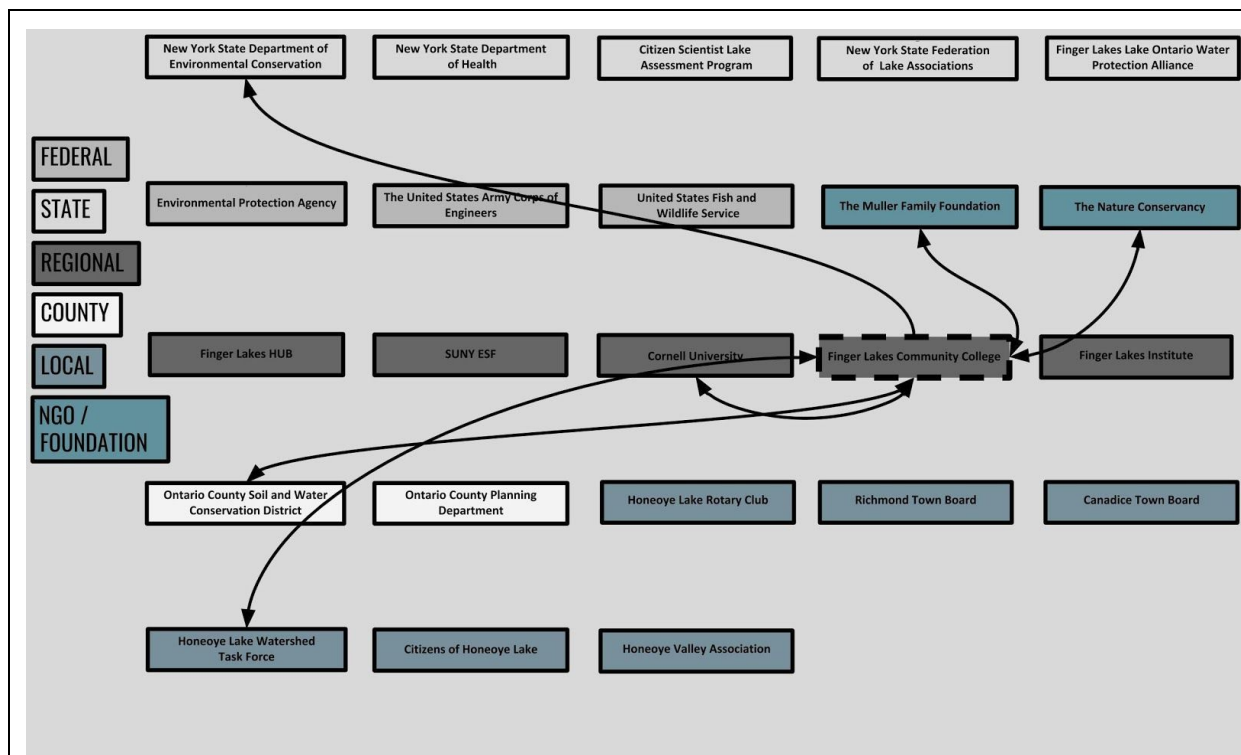 New York State Department of
Environmental Conservation
New York State Department
of Health
Citizen Scientist Lake
Assessment Program
New York State Federation
of Lake Associations
Finger Lakes Lake Ontario Water
Protection Alliance
FEDERAL
STATE
REGIONAL
COUNTY
LOCAL
NGO /
FOUNDATION
Environmental Protection Agency
The United States Army Corps of
Engineers
United States Fish and
Wildlife Service
The Muller Family Foundation
The Nature Conservancy
Finger Lakes HUB
SUNY ESF
Cornell University
Finger Lakes Community College
Finger Lakes Institute
Ontario County Soil and Water
Conservation District
Ontario County Planning
Department
Honeoye Lake Rotary Club
Richmond Town Board
Canadice Town Board
Honeoye Lake Watershed
Task Force
Citizens of Honeoye Lake
Honeoye Valley Association